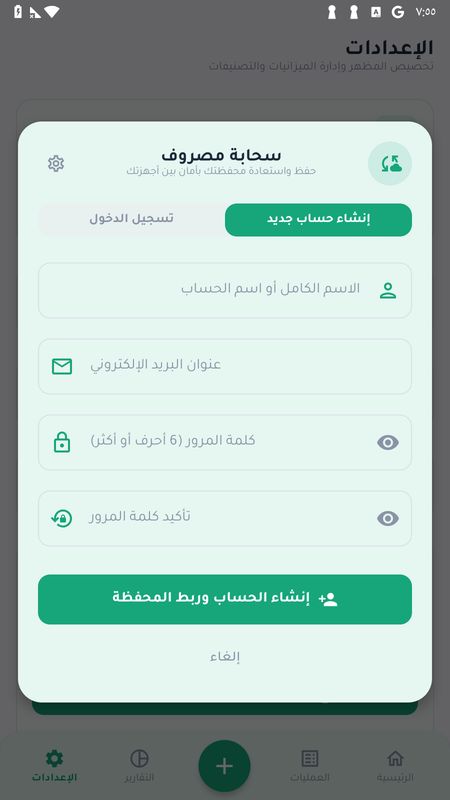 ٧:٥٥
الإعدادات
تخصيص المظهر وإدارة الميزانيات والتصنيفات
سحابة مصروف
حفظ واستعادة محفظتك بأمان بين أجهزتك
إنشاء حساب جديد
تسجيل الدخول
الاسم الكامل أو اسم الحساب
عنوان البريد الإلكتروني
كلمة المرور (6 أحرف أو أكثر)
تأكيد كلمة المرور
إنشاء الحساب وربط المحفظة
إلغاء
الرئيسية
العمليات
التقارير
الإعدادات